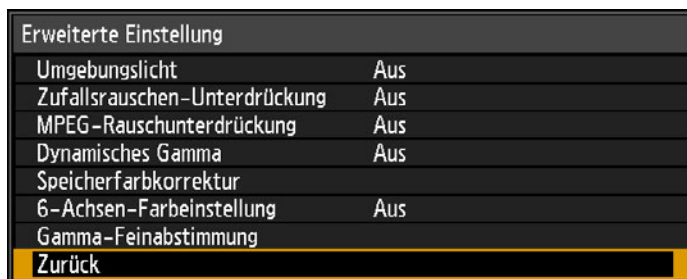 Erweiterte Einstellung
Umgebungslicht Aus
Zufallsrauschen-Unterdrückung Aus
MPEG-Rauschunterdrückung Aus
Dynamisches Gamma Aus
Speicherfarbkorrektur
6-Achsen-Farbeinstellung Aus
Gamma-Feinabstimmung
Zurück